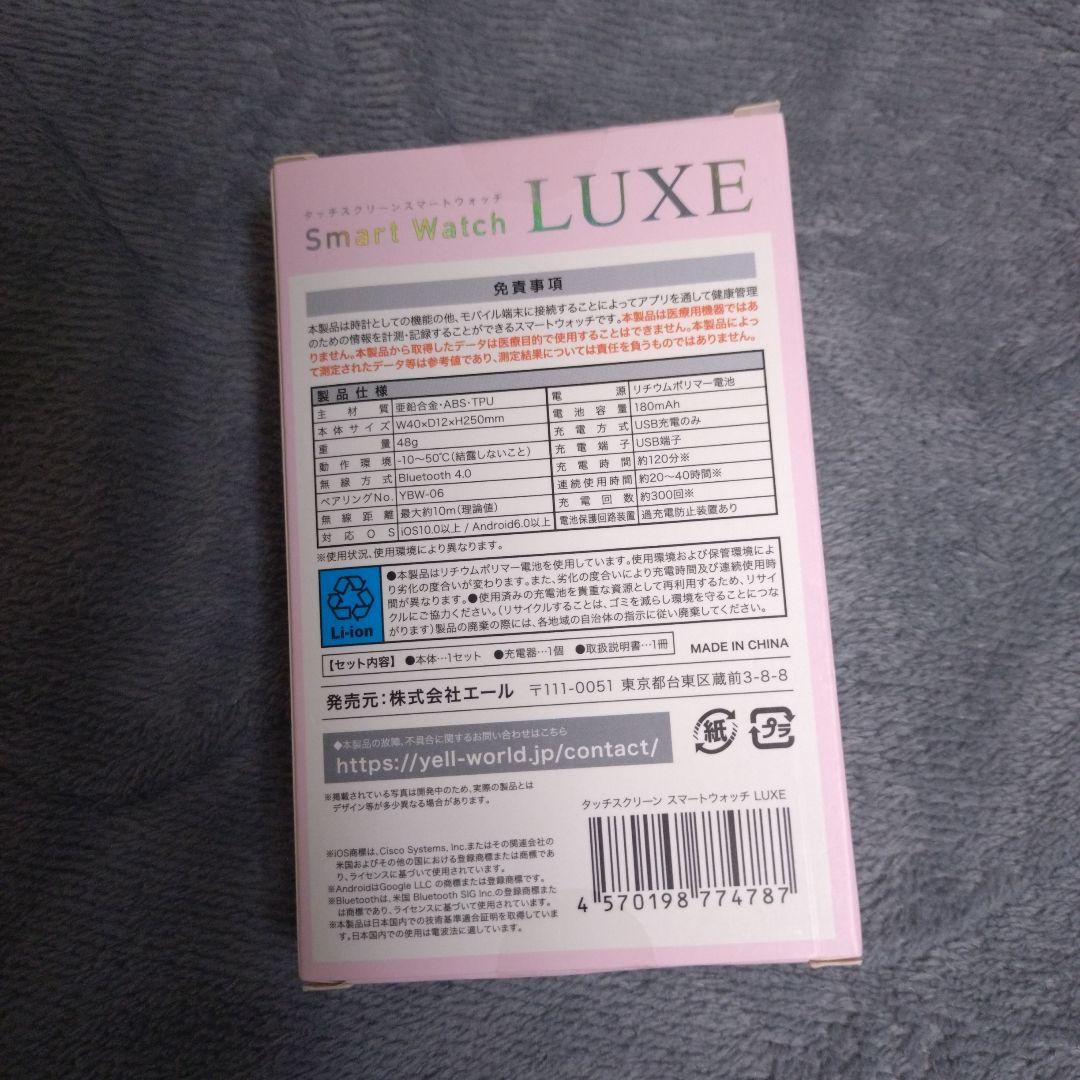 タッチスクリーンスマートウォッチ
Smart Watch LUXE
免責事項
本製品は時計としての機能の他、モバイル端末に接続することによってアプリを通して健康管理
のための情報を計測・記録することができるスマートウォッチです。本製品は医療用機器ではあ
りません。本製品から取得したデータは医療目的で使用することはできません。本製品によっ
て測定されたデータ等は参考値であり、測定結果については責任を負うものではありません。
製品仕様
主材質 亜鉛合金・ABS・TPU
本体サイズ W40×D12×H250mm
重量 48g
動作環境 -10～50℃(結露しないこと)
無線方式 Bluetooth 4.0
ペアリングNo. YBW-06
無線距離 最大約10m(理論値)
対応OS iOS10.0以上 / Android6.0以上
電源 リチウムポリマー電池
電池容量 180mAh
充電方式 USB充電のみ
充電端子 USB端子
充電時間 約120分※
連続使用時間 約20～40時間※
充電回数 約300回※
電池保護回路装置 過充電防止装置あり
※使用状況、使用環境により異なります。
Li-ion
●本製品はリチウムポリマー電池を使用しています。使用環境および保管環境によ
り劣化の度合いが変わります。また、劣化の度合いにより充電時間及び連続使用時
間が異なります。●使用済みの充電池を貴重な資源として再利用するため、リサイ
クルにご協力ください。(リサイクルすることは、ゴミを減らし環境を守ることにつな
がります)製品の廃棄の際には、各地域の自治体の指示に従い廃棄してください。
【セット内容】 ●本体…1セット ●充電器…1個 ●取扱説明書…1冊
MADE IN CHINA
発売元：株式会社エール 〒111-0051 東京都台東区蔵前3-8-8
◆本製品の故障、不具合に関するお問い合わせはこちら
https://yell-world.jp/contact/
紙
プラ
※掲載されている写真は開発中のため、実際の製品とは
デザイン等が多少異なる場合があります。
タッチスクリーン スマートウォッチ LUXE
※iOS商標は、Cisco Systems, Inc.またはその関連会社の
米国およびその他の国における登録商標または商標であ
り、ライセンスに基づいて使用されています。
※AndroidはGoogle LLC の商標または登録商標です。
※Bluetoothは、米国 Bluetooth SIG Inc.の登録商標また
は商標であり、ライセンスに基づいて使用されています。
※本製品は日本国内での技術基準適合証明を取得していま
す。日本国内での使用は電波法に適しています。
4 570198 774787